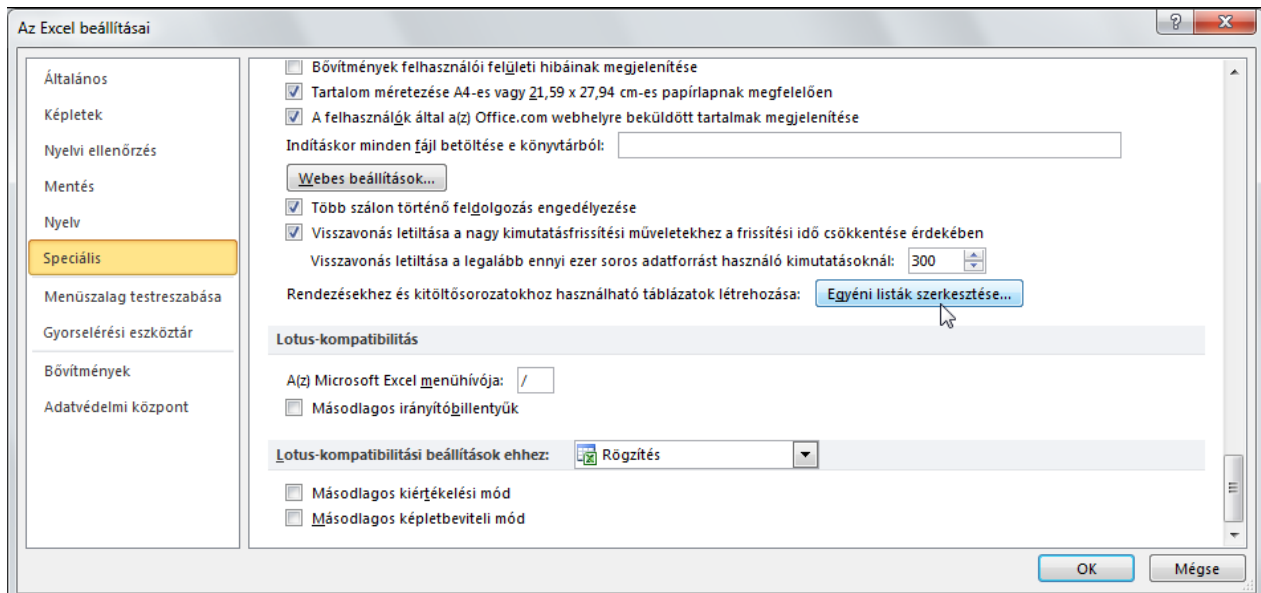 Az Excel beállításai
Általános
Képletek
Nyelvi ellenőrzés
Mentés
Nyelv
Speciális
Menüszalag testreszabása
Gyorselérési eszköztár
Bővítmények
Adatvédelmi központ
Bővítmények felhasználói felületi hibáinak megjelenítése
Tartalom méretezése A4-es vagy 21,59 x 27,94 cm-es papírlapnak megfelelően
A felhasználók által a(z) Office.com webhelyre beküldött tartalmak megjelenítése
Indításkor minden fájl betöltése e könyvtárból:
Webes beállítások...
Több szálon történő feldolgozás engedélyezése
Visszavonás letiltása a nagy kimutatásfrissítési műveletekhez a frissítési idő csökkentése érdekében
Visszavonás letiltása a legalább ennyi ezer soros adatforrást használó kimutatásoknál: 300
Rendezésekhez és kitöltősorozatokhoz használható táblázatok létrehozása: Egyéni listák szerkesztése...
Lotus-kompatibilitás
A(z) Microsoft Excel menühívója: /
Másodlagos irányítóbillentyűk
Lotus-kompatibilitási beállítások ehhez: Rögzítés
Másodlagos kiértékelési mód
Másodlagos képletbeviteli mód
OK Mégse